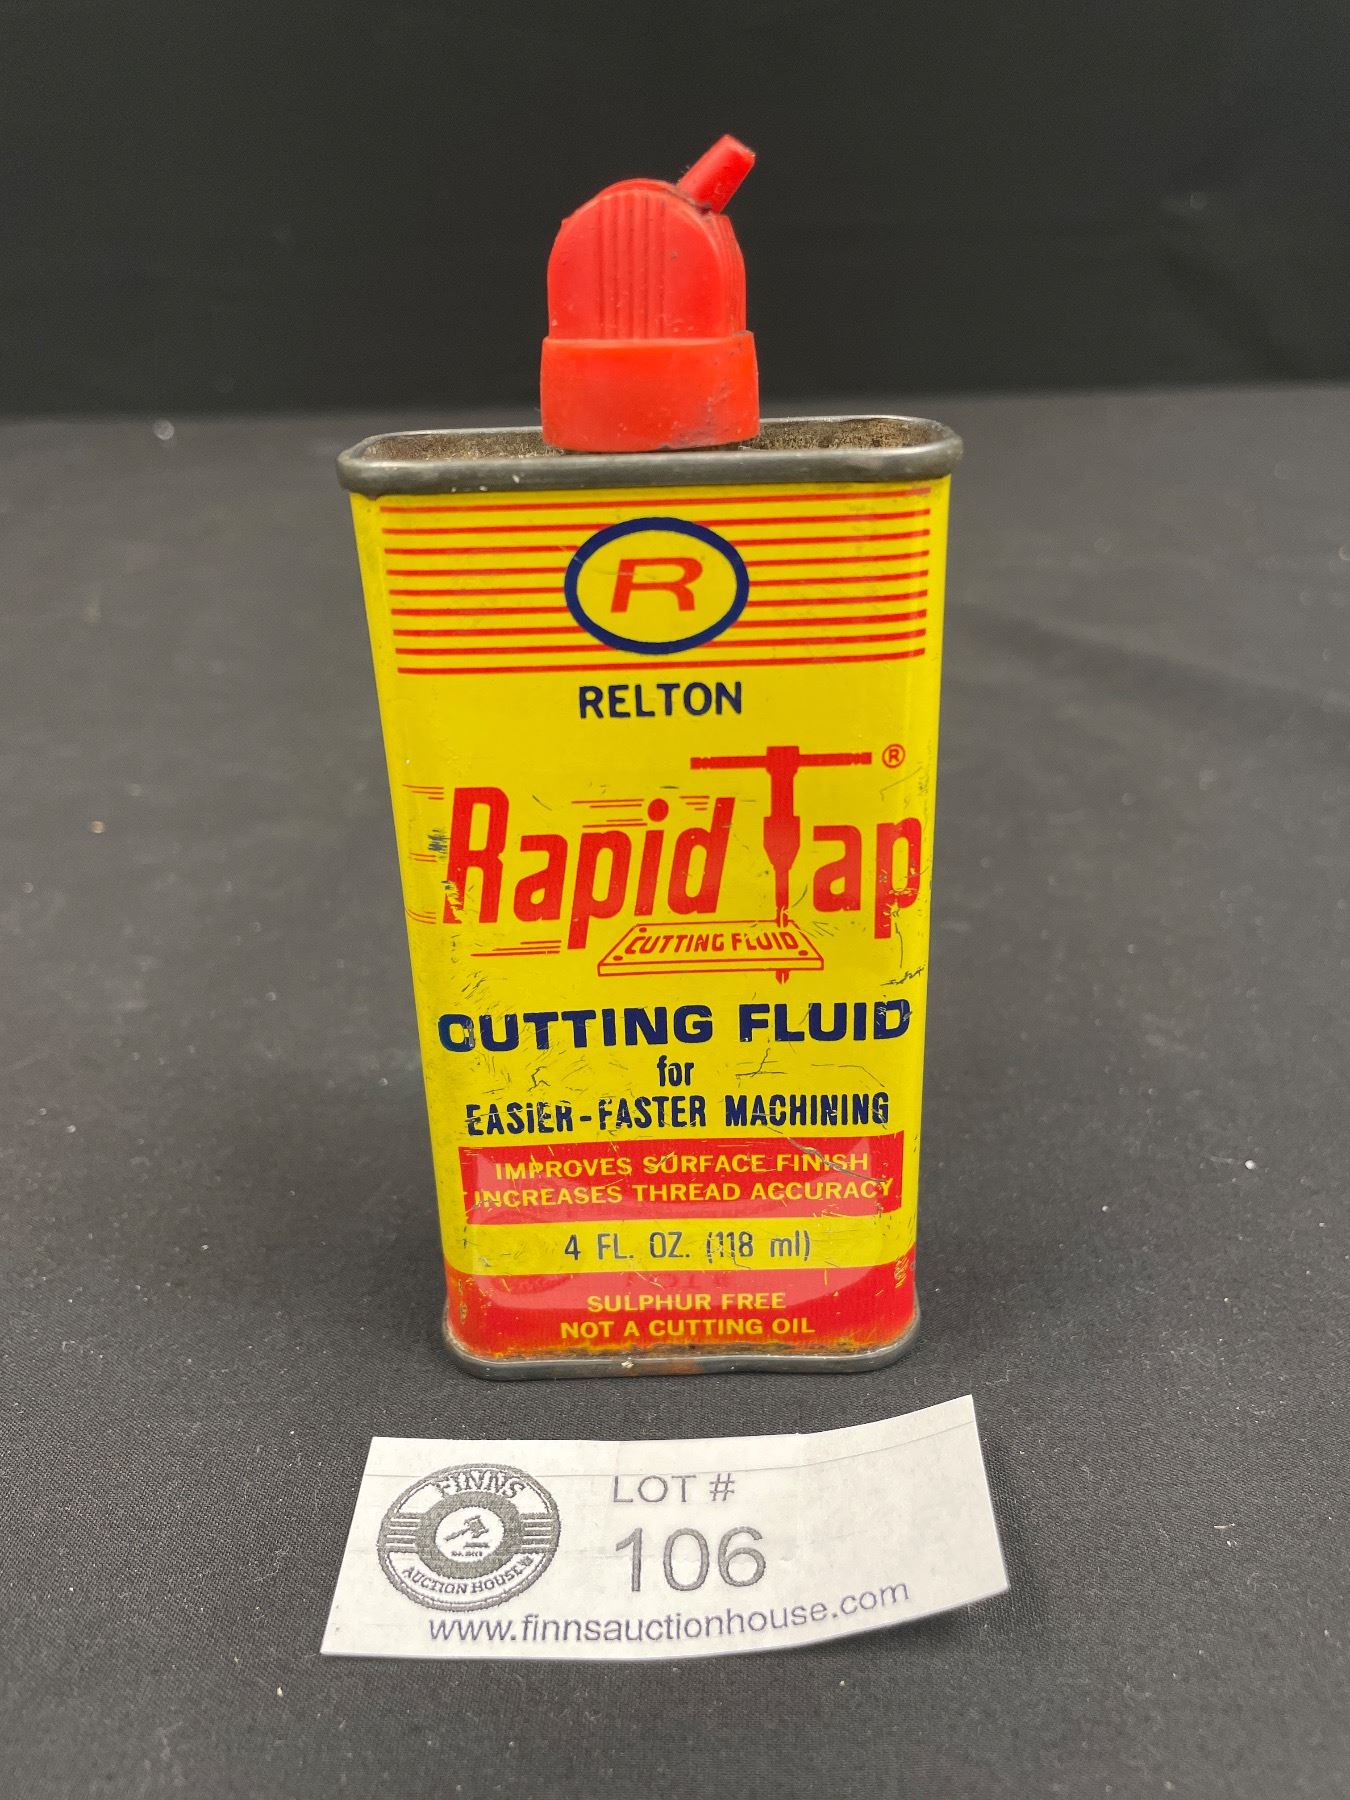 R
RELTON
Rapid Tap ®
CUTTING FLUID
CUTTING FLUID
for
EASIER-FASTER MACHINING
IMPROVES SURFACE FINISH
INCREASES THREAD ACCURACY
4 FL. OZ. (118 ml)
SULPHUR FREE
NOT A CUTTING OIL
FINNS
AUCTION HOUSE
LOT #
106
www.finnsauctionhouse.com